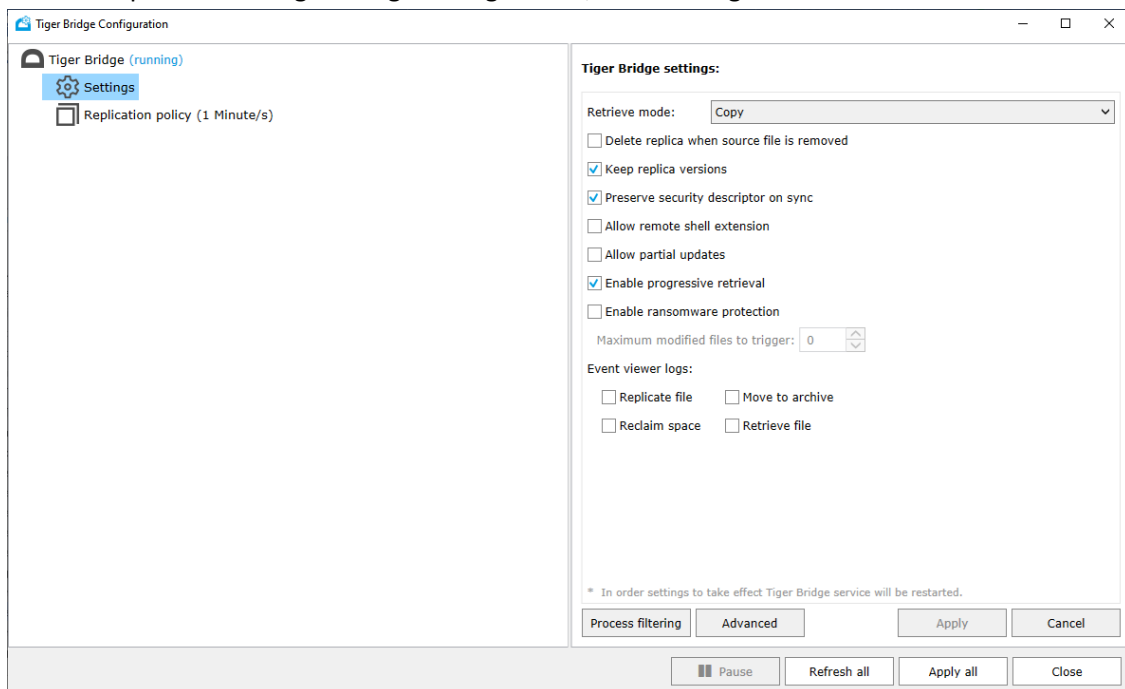 Tiger Bridge Configuration
Tiger Bridge (running)
Settings
Replication policy (1 Minute/s)
Tiger Bridge settings:
Retrieve mode: Copy
Delete replica when source file is removed
Keep replica versions
Preserve security descriptor on sync
Allow remote shell extension
Allow partial updates
Enable progressive retrieval
Enable ransomware protection
Maximum modified files to trigger: 0
Event viewer logs:
Replicate file Move to archive
Reclaim space Retrieve file
* In order settings to take effect Tiger Bridge service will be restarted.
Process filtering Advanced Apply Cancel
Pause Refresh all Apply all Close